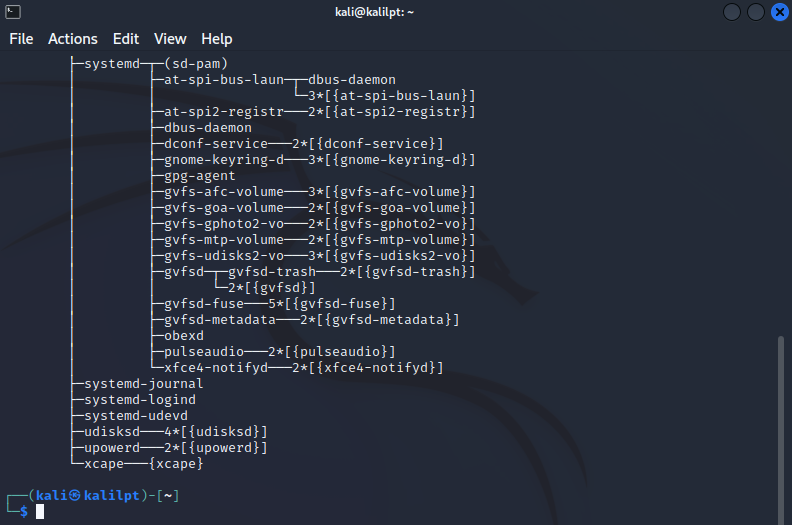 kali@kalilpt: ~
File Actions Edit View Help
├─systemd─┬─(sd-pam)
│         ├─at-spi-bus-laun─┬─dbus-daemon
│         │                 └─3*[{at-spi-bus-laun}]
│         ├─at-spi2-registr───2*[{at-spi2-registr}]
│         ├─dbus-daemon
│         ├─dconf-service───2*[{dconf-service}]
│         ├─gnome-keyring-d───3*[{gnome-keyring-d}]
│         ├─gpg-agent
│         ├─gvfs-afc-volume───3*[{gvfs-afc-volume}]
│         ├─gvfs-goa-volume───2*[{gvfs-goa-volume}]
│         ├─gvfs-gphoto2-vo───2*[{gvfs-gphoto2-vo}]
│         ├─gvfs-mtp-volume───2*[{gvfs-mtp-volume}]
│         ├─gvfs-udisks2-vo───3*[{gvfs-udisks2-vo}]
│         ├─gvfsd─┬─gvfsd-trash───2*[{gvfsd-trash}]
│         │       └─2*[{gvfsd}]
│         ├─gvfsd-fuse───5*[{gvfsd-fuse}]
│         ├─gvfsd-metadata───2*[{gvfsd-metadata}]
│         ├─obexd
│         ├─pulseaudio───2*[{pulseaudio}]
│         └─xfce4-notifyd───2*[{xfce4-notifyd}]
├─systemd-journal
├─systemd-logind
├─systemd-udevd
├─udisksd───4*[{udisksd}]
├─upowerd───2*[{upowerd}]
└─xcape───{xcape}
┌──(kali㉿kalilpt)-[~]
└─$